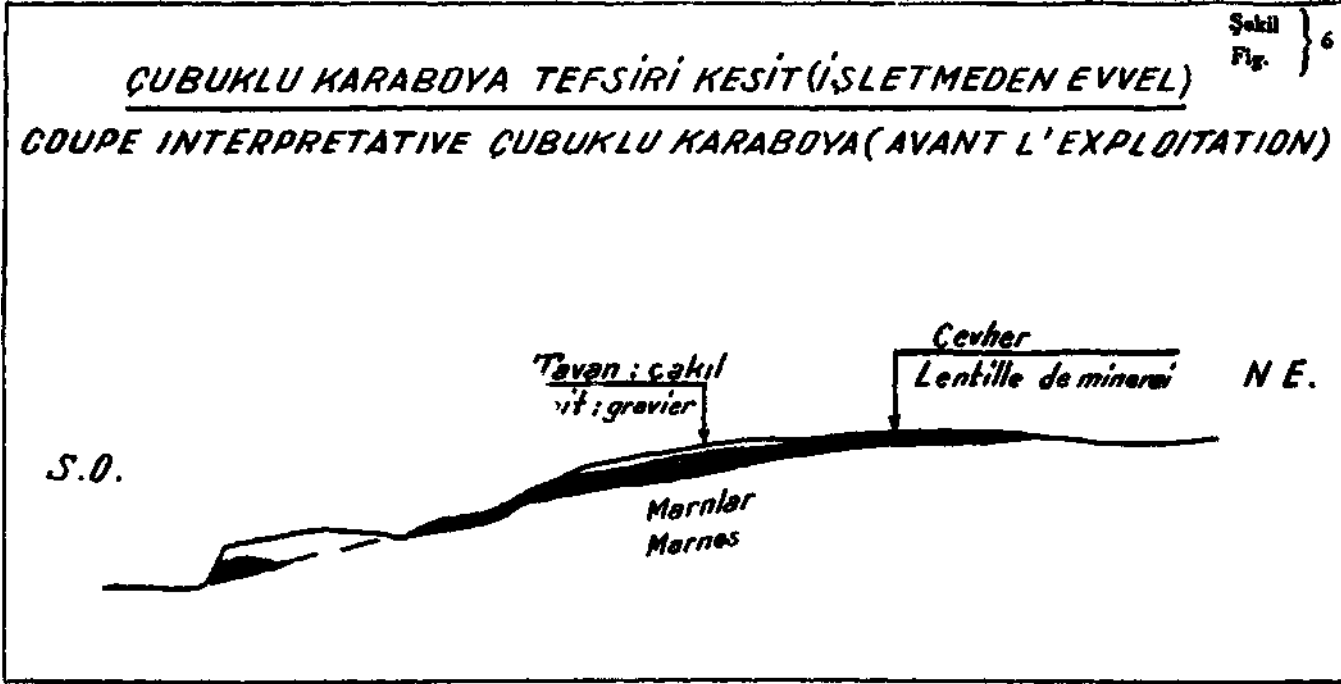 Şekil
Fig. 6
ÇUBUKLU KARABOYA TEFSİRİ KESİT (İŞLETMEDEN EVVEL)
COUPE INTERPRETATIVE ÇUBUKLU KARABOYA (AVANT L'EXPLOITATION)
Çevher
Lentille de minerai
Tavan : çakıl
: gravier
N E.
S.O.
Marnlar
Marnes